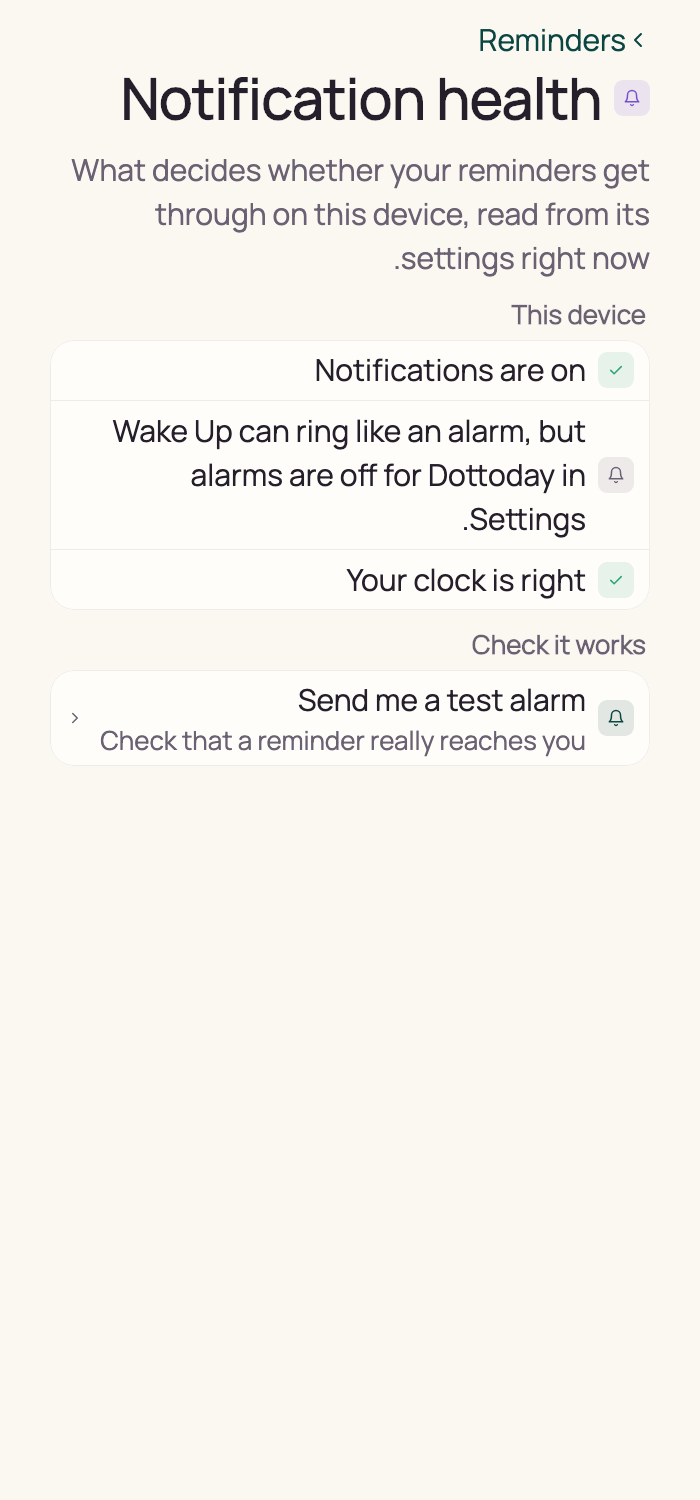 Reminders
Notification health
What decides whether your reminders get
through on this device, read from its
settings right now.
This device
Notifications are on
Wake Up can ring like an alarm, but
alarms are off for Dottoday in
Settings.
Your clock is right
Check it works
Send me a test alarm
Check that a reminder really reaches you